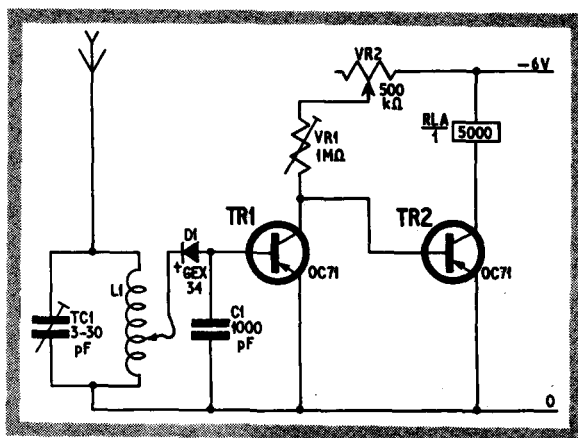 VR2
500
kΩ
-6V
VR1
1MΩ
RLA
1
5000
TR1
TR2
D1
+
GEX
34
OC71
OC71
L1
TC1
3-30
pF
C1
1000
pF
0